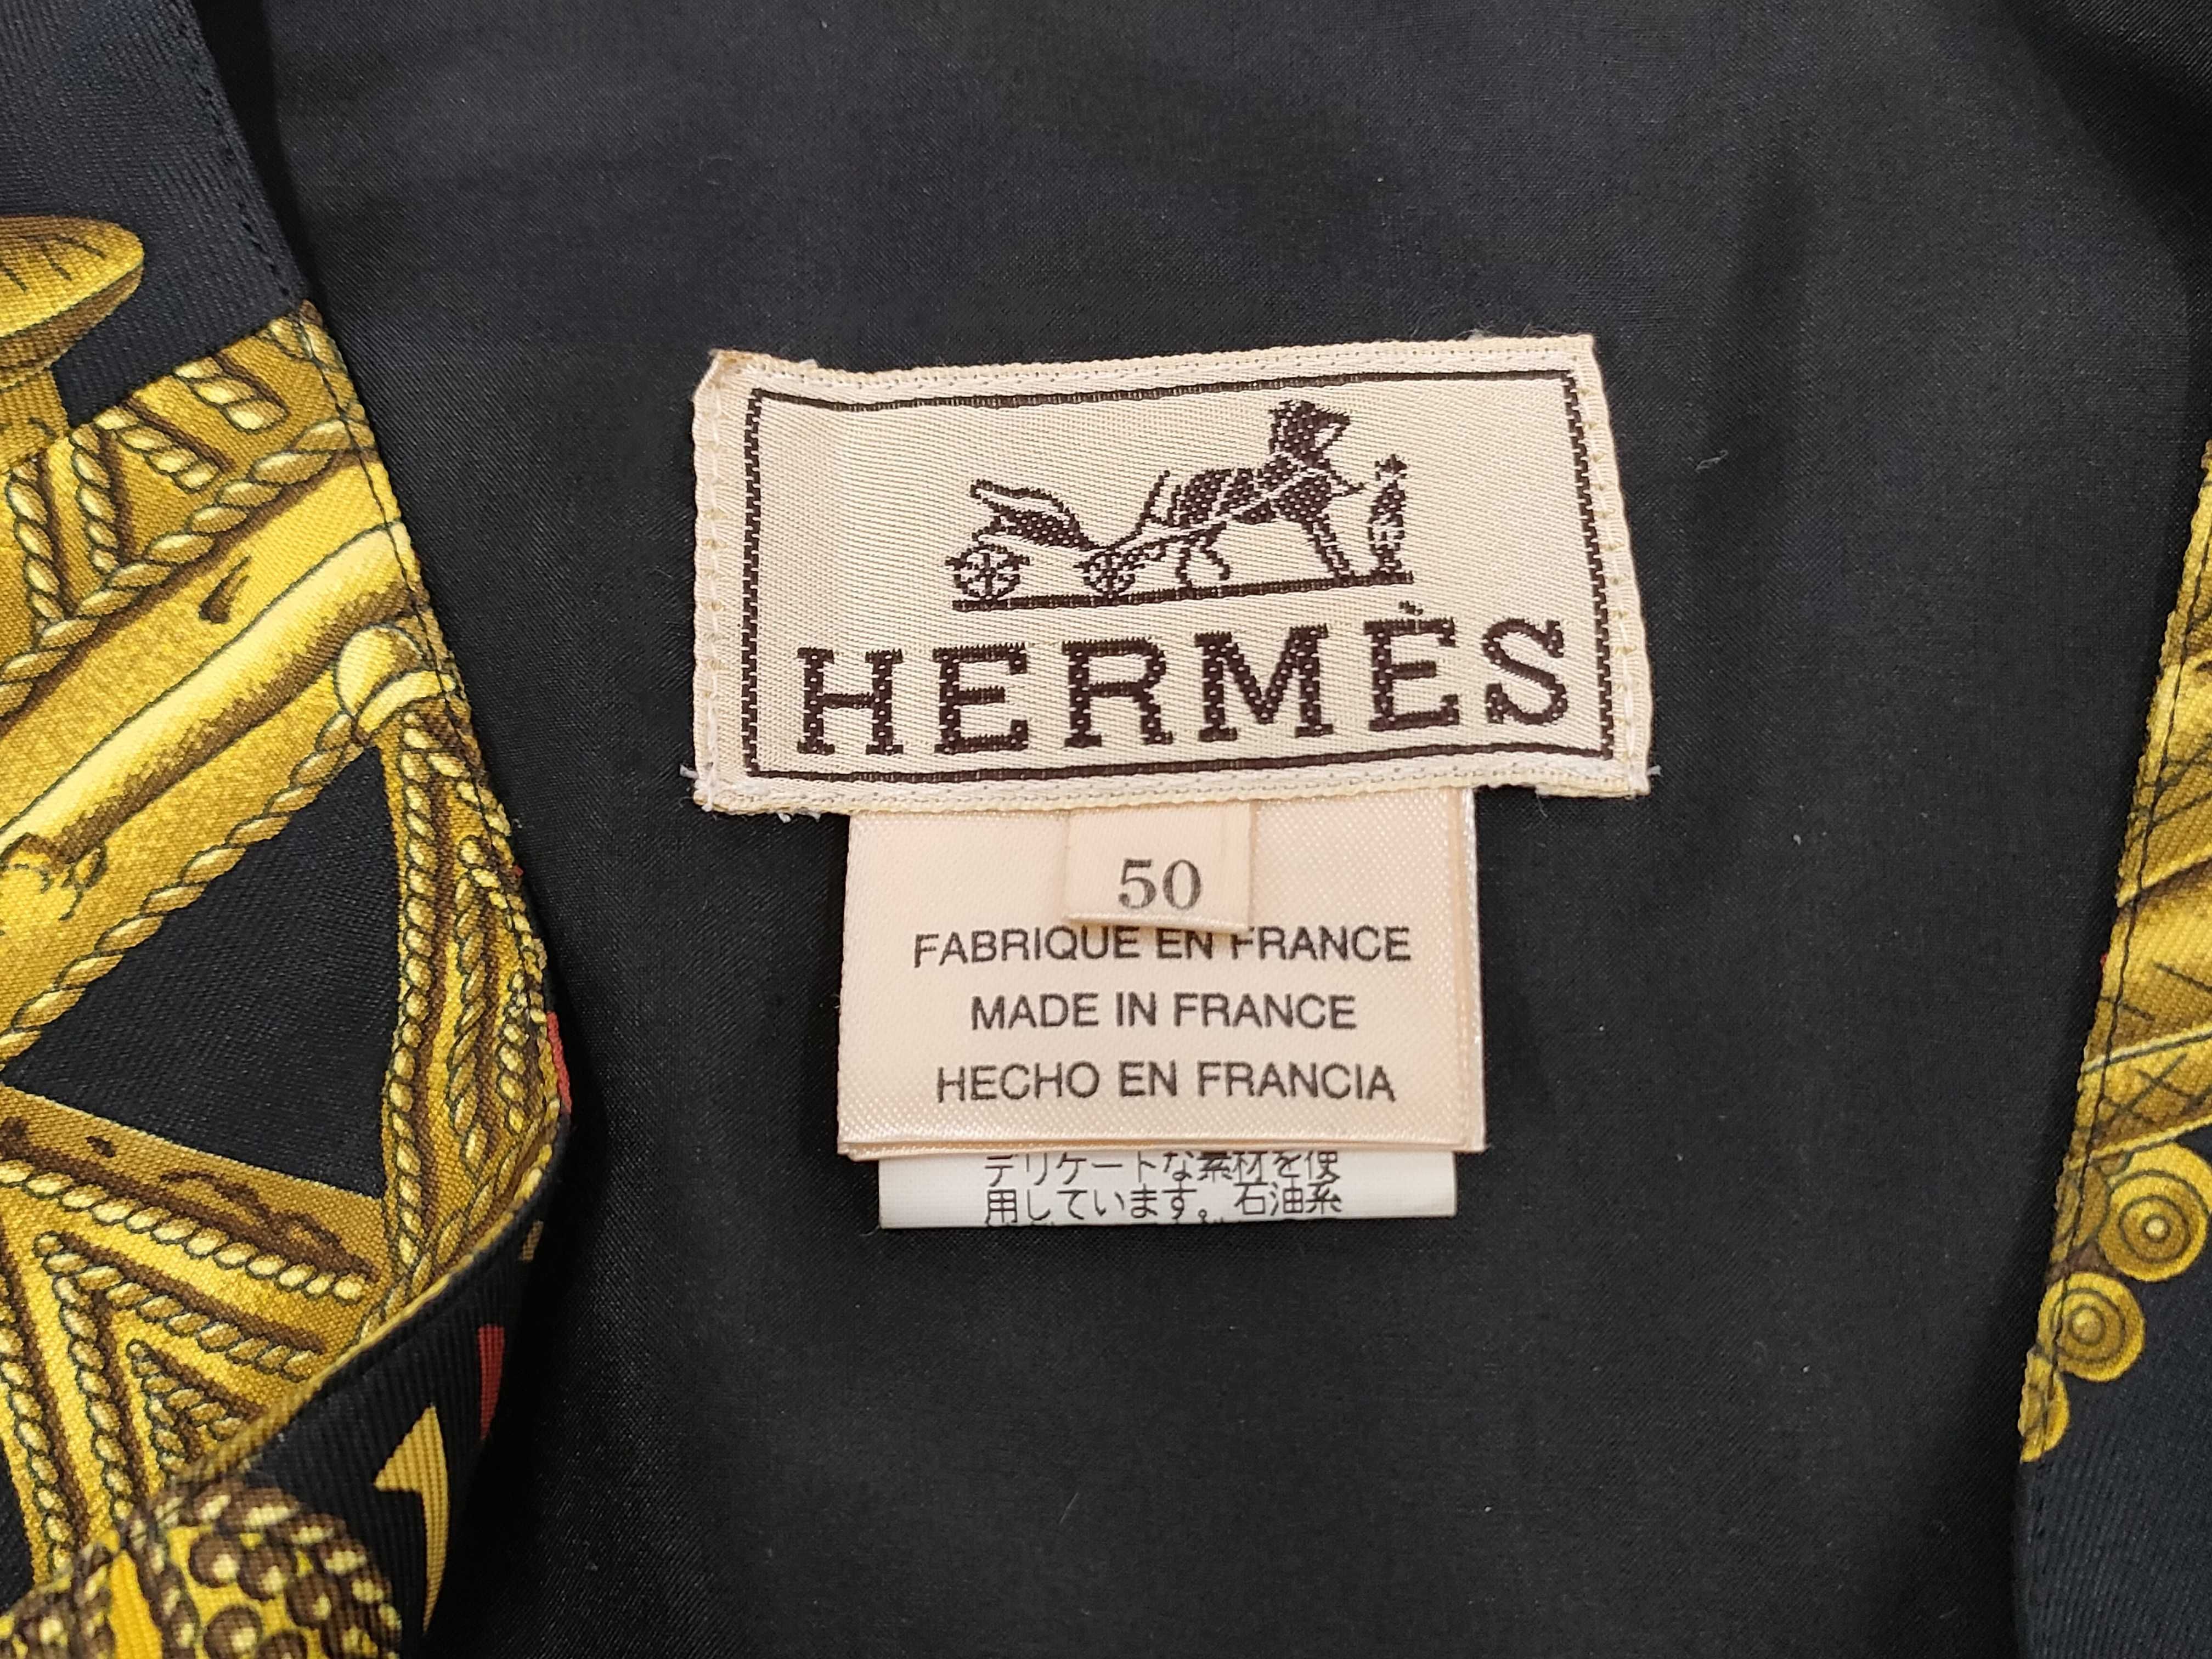 HERMÈS
50
FABRIQUE EN FRANCE
MADE IN FRANCE
HECHO EN FRANCIA
デリケートな素材を使
用しています。石油系